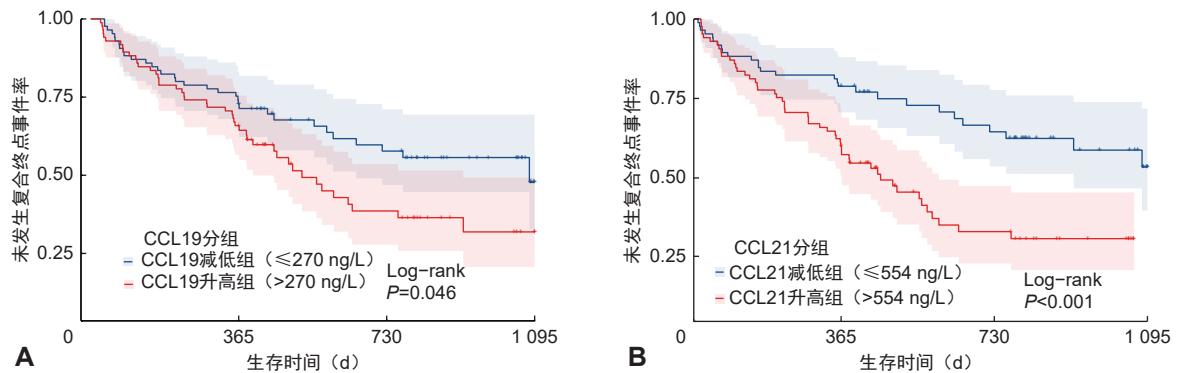 1.00
0.75
0.50
0.25
0
未发生复合终点事件率
CCL19分组
CCL19减低组（≤270 ng/L）
CCL19升高组（>270 ng/L）
Log-rank
P=0.046
365
730
1 095
生存时间（d）
A
1.00
0.75
0.50
0.25
0
未发生复合终点事件率
CCL21分组
CCL21减低组（≤554 ng/L）
CCL21升高组（>554 ng/L）
Log-rank
P<0.001
365
730
1 095
生存时间（d）
B